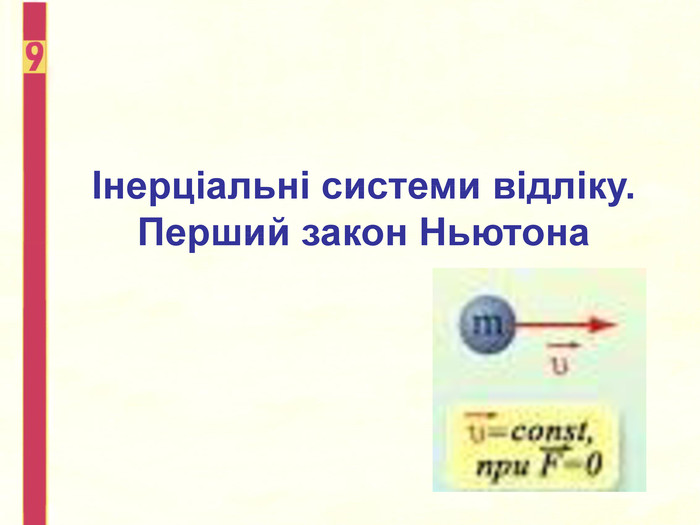 9
Інерціальні системи відліку.
Перший закон Ньютона
m
υ
υ=const,
при F=0